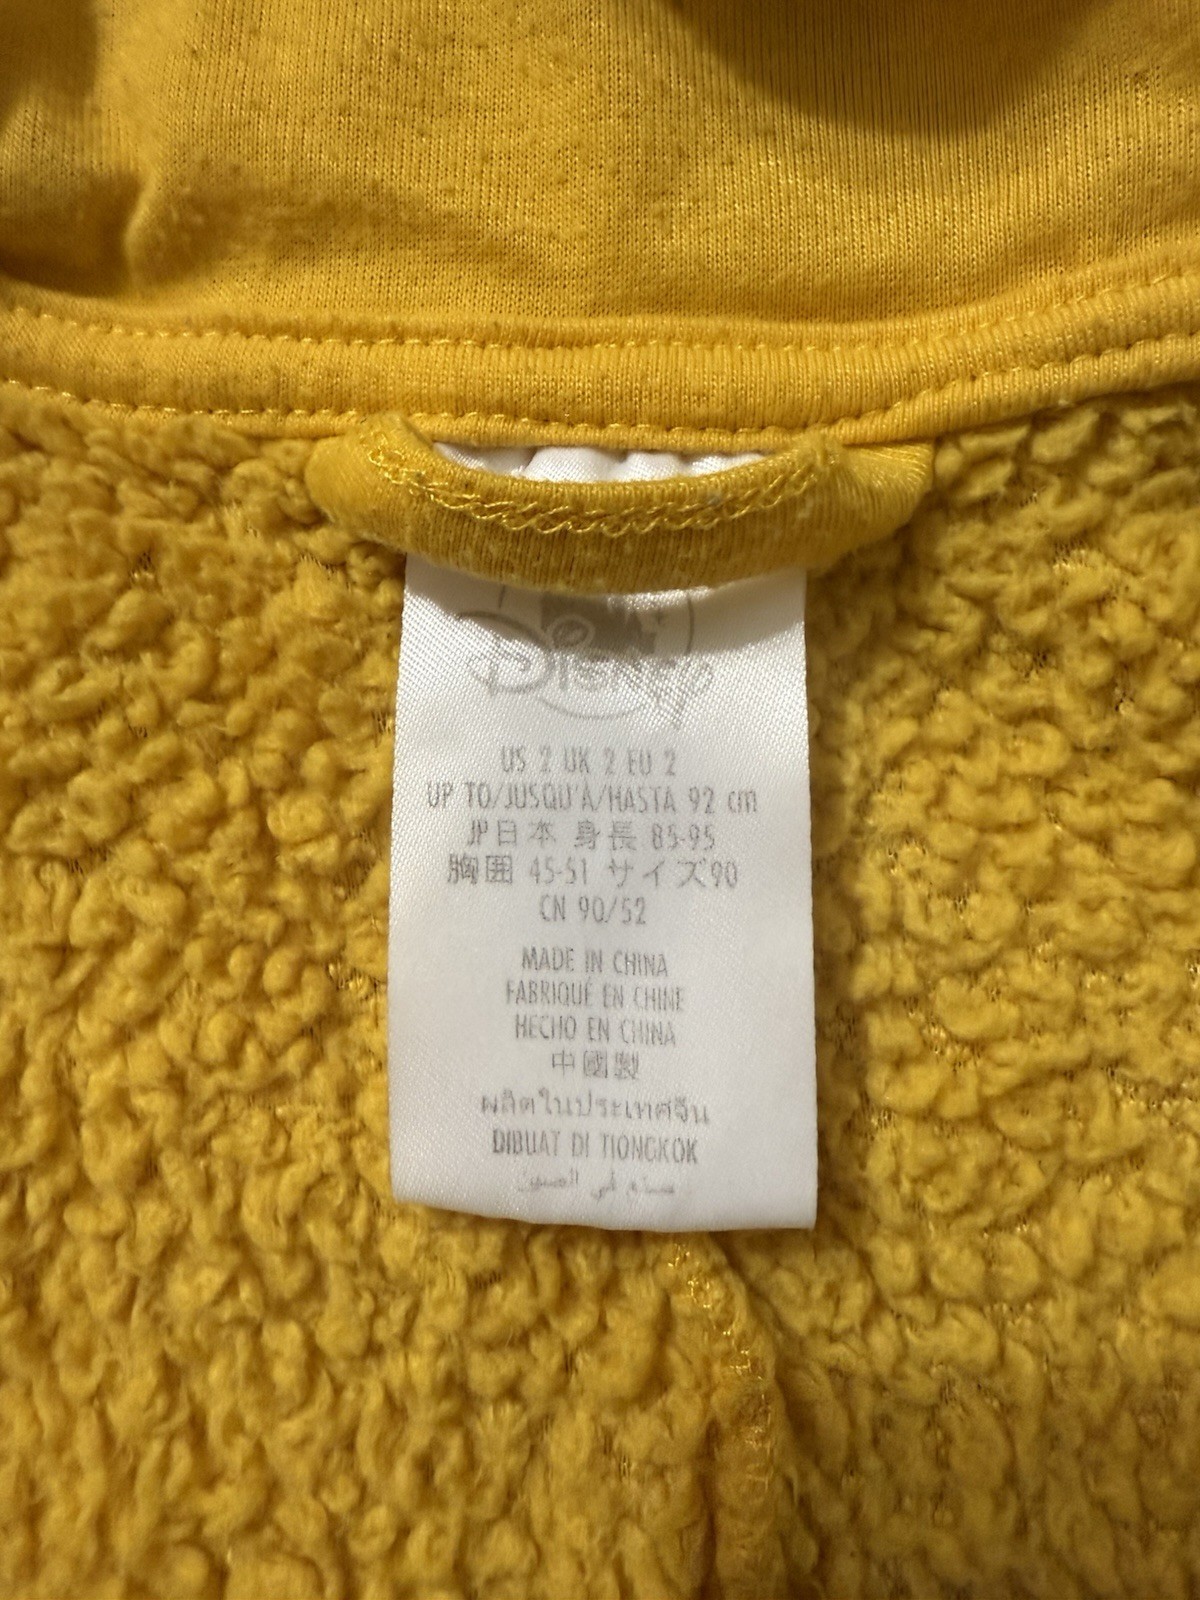 Disney
US 2 UK 2 EU 2
UP TO/JUSQU'À/HASTA 92 cm
JP日本 身長 85-95
胸囲 45-51 サイズ90
CN 90/52
MADE IN CHINA
FABRIQUÉ EN CHINE
HECHO EN CHINA
中國製
ผลิตในประเทศจีน
DIBUAT DI TIONGKOK
صنع في الصين